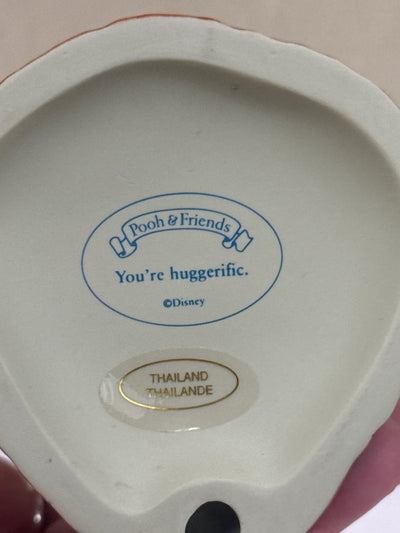 Pooh & Friends
You're huggerific.
©Disney
THAILAND
THAILANDE